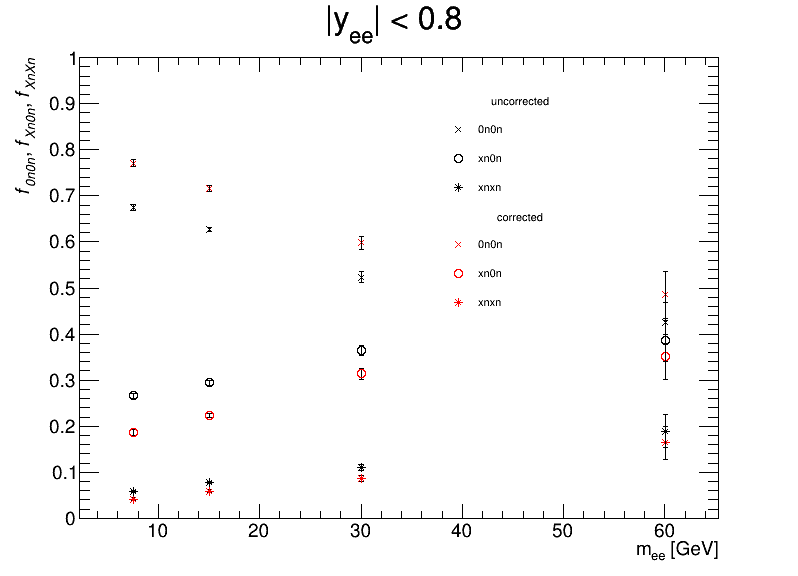 |y_ee| < 0.8
f_0n0n, f_Xn0n, f_XnXn
1
0.9
0.8
0.7
0.6
0.5
0.4
0.3
0.2
0.1
0
uncorrected
0n0n
xn0n
xnxn
corrected
0n0n
xn0n
xnxn
10 20 30 40 50 60
m_ee [GeV]